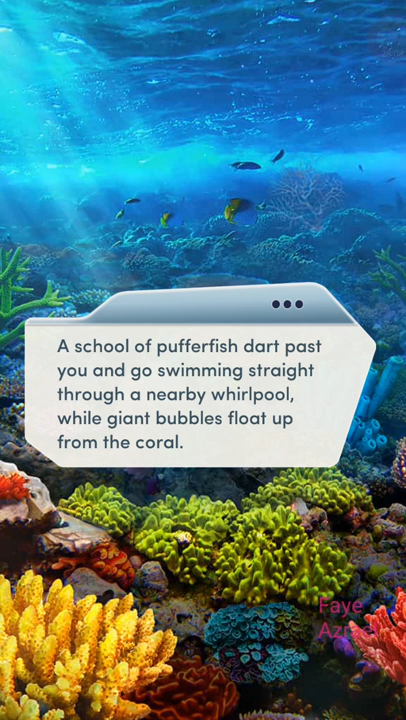 A school of pufferfish dart past
you and go swimming straight
through a nearby whirlpool,
while giant bubbles float up
from the coral.
Faye